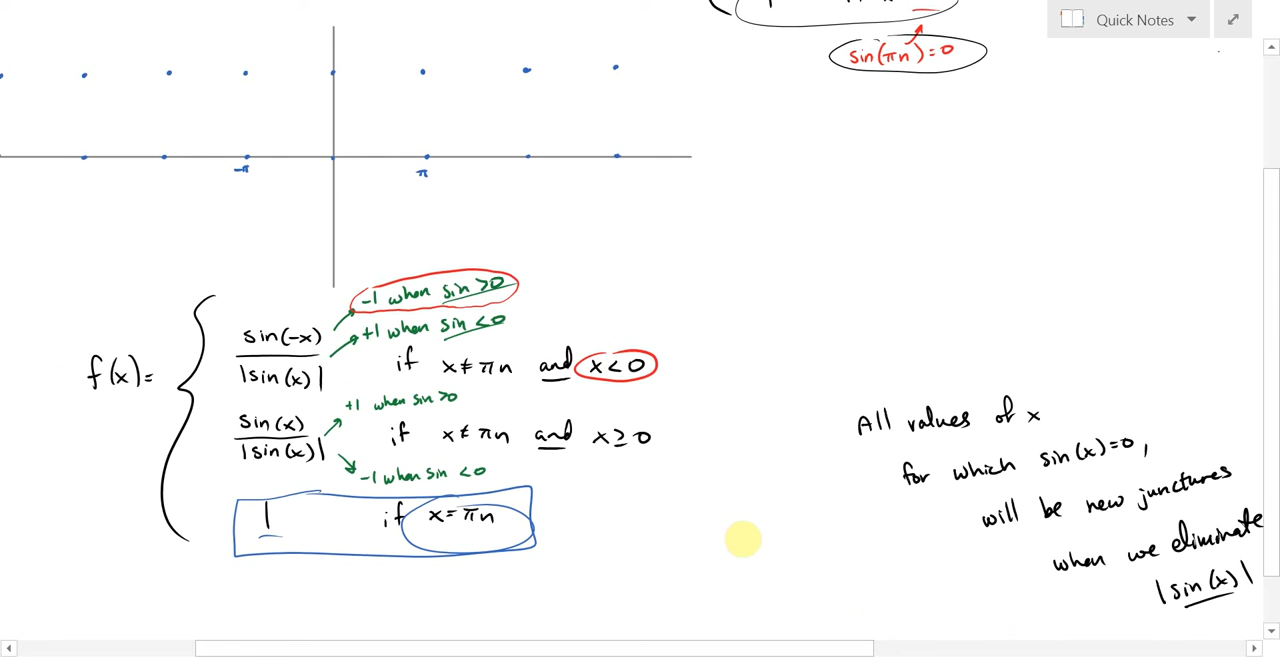 Quick Notes
sin(πn)=0
-π
π
-1 when sin >0
+1 when sin <0
f(x)=
sin(-x)
|sin(x)|
if x≠πn and x<0
+1 when sin >0
sin(x)
|sin(x)|
if x≠πn and x≥0
-1 when sin <0
1 if x=πn
All values of x
for which sin(x)=0,
will be new junctures
when we eliminate
|sin(x)|